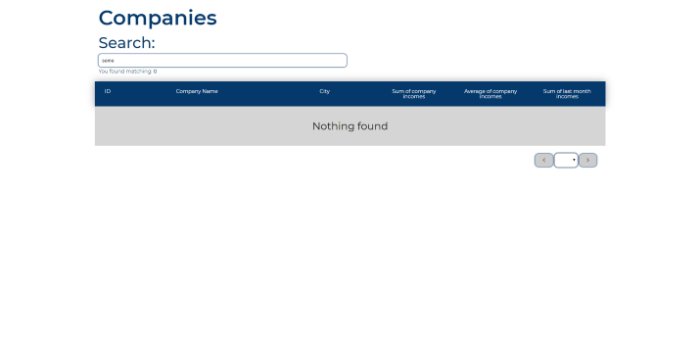 Companies
Search:
some
You found matching: 0
ID Company Name City Sum of company incomes Average of company incomes Sum of last month incomes
Nothing found
< >